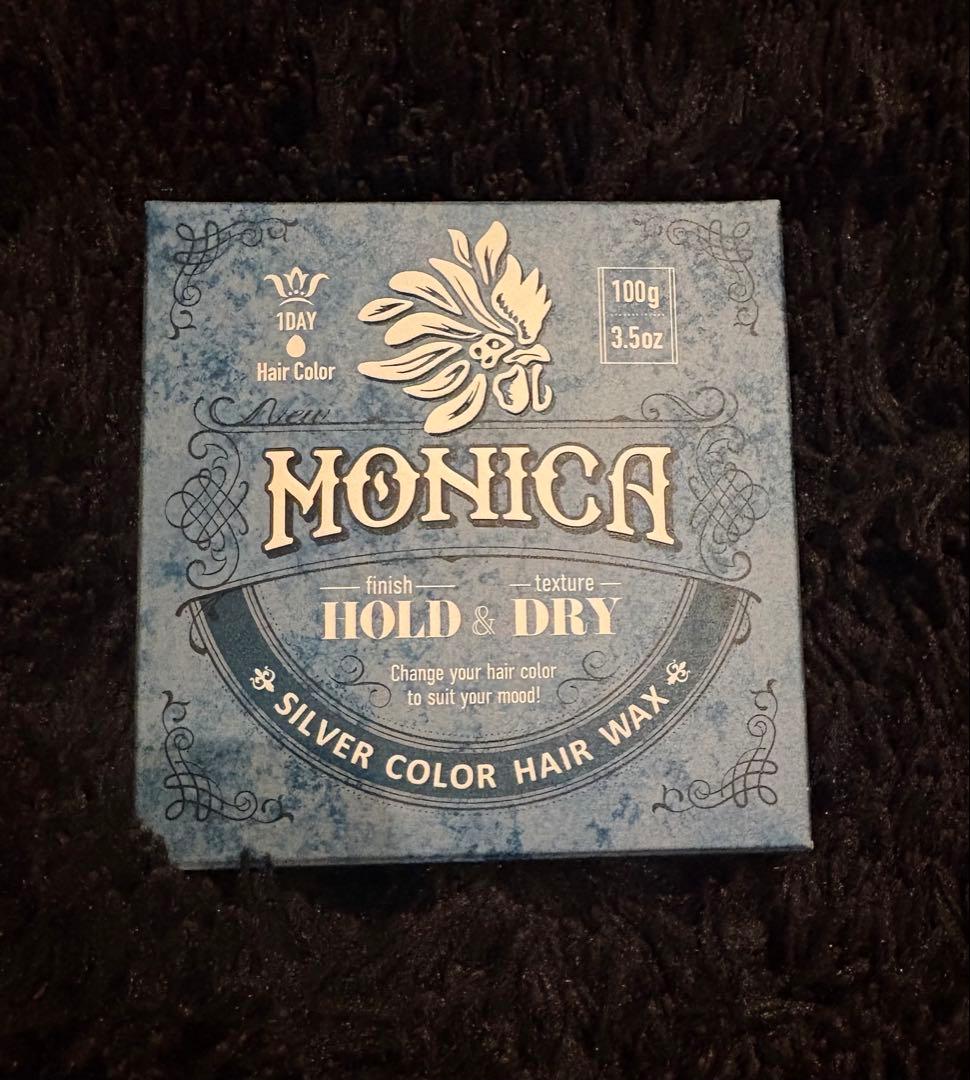 1DAY
Hair Color
100g
3.5oz
New
MONICA
finish texture
HOLD & DRY
Change your hair color
to suit your mood!
SILVER COLOR HAIR WAX